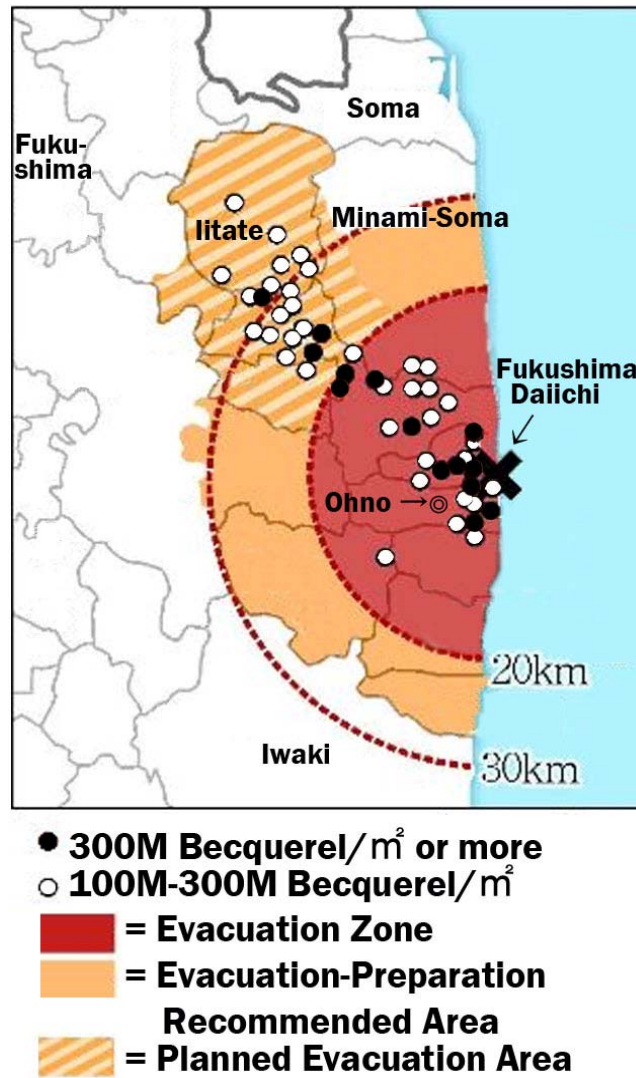 Soma
Fuku-
shima
Iitate
Minami-Soma
Fukushima
Daiichi
Ohno
20km
Iwaki
30km
300M Becquerel/㎡ or more
100M-300M Becquerel/㎡
= Evacuation Zone
= Evacuation-Preparation
Recommended Area
= Planned Evacuation Area